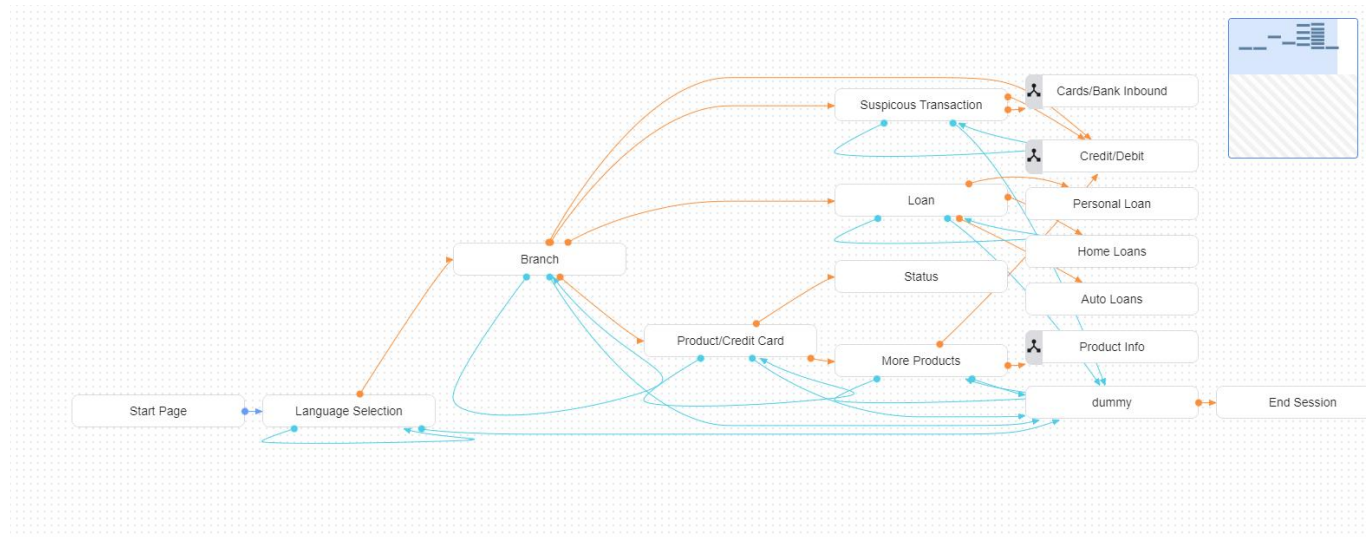 Cards/Bank Inbound
Suspicous Transaction
Credit/Debit
Loan
Personal Loan
Home Loans
Branch
Status
Auto Loans
Product/Credit Card
Product Info
More Products
Start Page
Language Selection
dummy
End Session